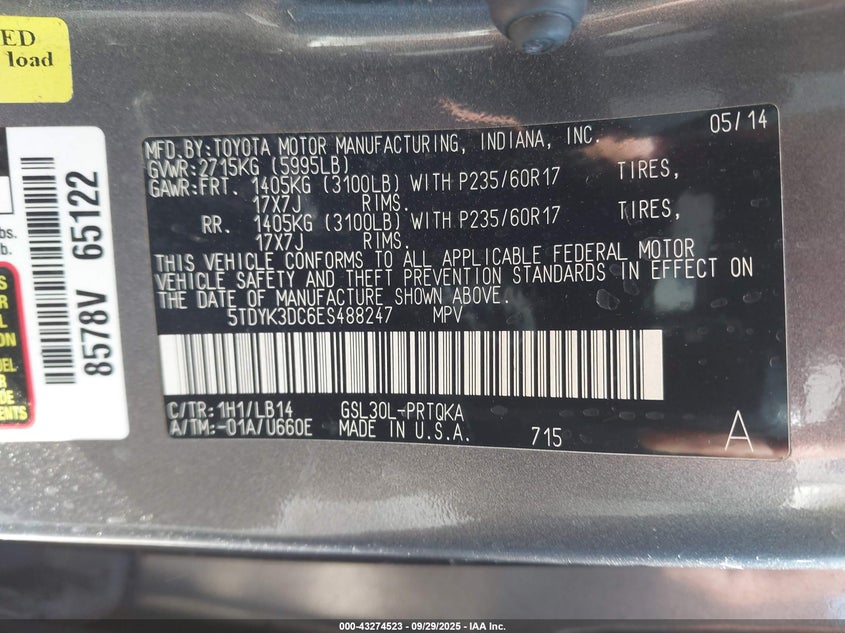 ED
load
lbs.
lb.
8578V 65122
MFD.BY:TOYOTA MOTOR MANUFACTURING, INDIANA, INC. 05/14
GVWR:2715KG (5995LB)
GAWR:FRT. 1405KG (3100LB) WITH P235/60R17 TIRES,
17X7J RIMS.
RR. 1405KG (3100LB) WITH P235/60R17 TIRES,
17X7J RIMS.
THIS VEHICLE CONFORMS TO ALL APPLICABLE FEDERAL MOTOR
VEHICLE SAFETY AND THEFT PREVENTION STANDARDS IN EFFECT ON
THE DATE OF MANUFACTURE SHOWN ABOVE.
5TDYK3DC6ES488247 MPV
C/TR:1H1/LB14 GSL30L-PRTQKA
A/TM:-01A/U660E MADE IN U.S.A. 715 A
000-43274523 - 09/29/2025 - IAA Inc.